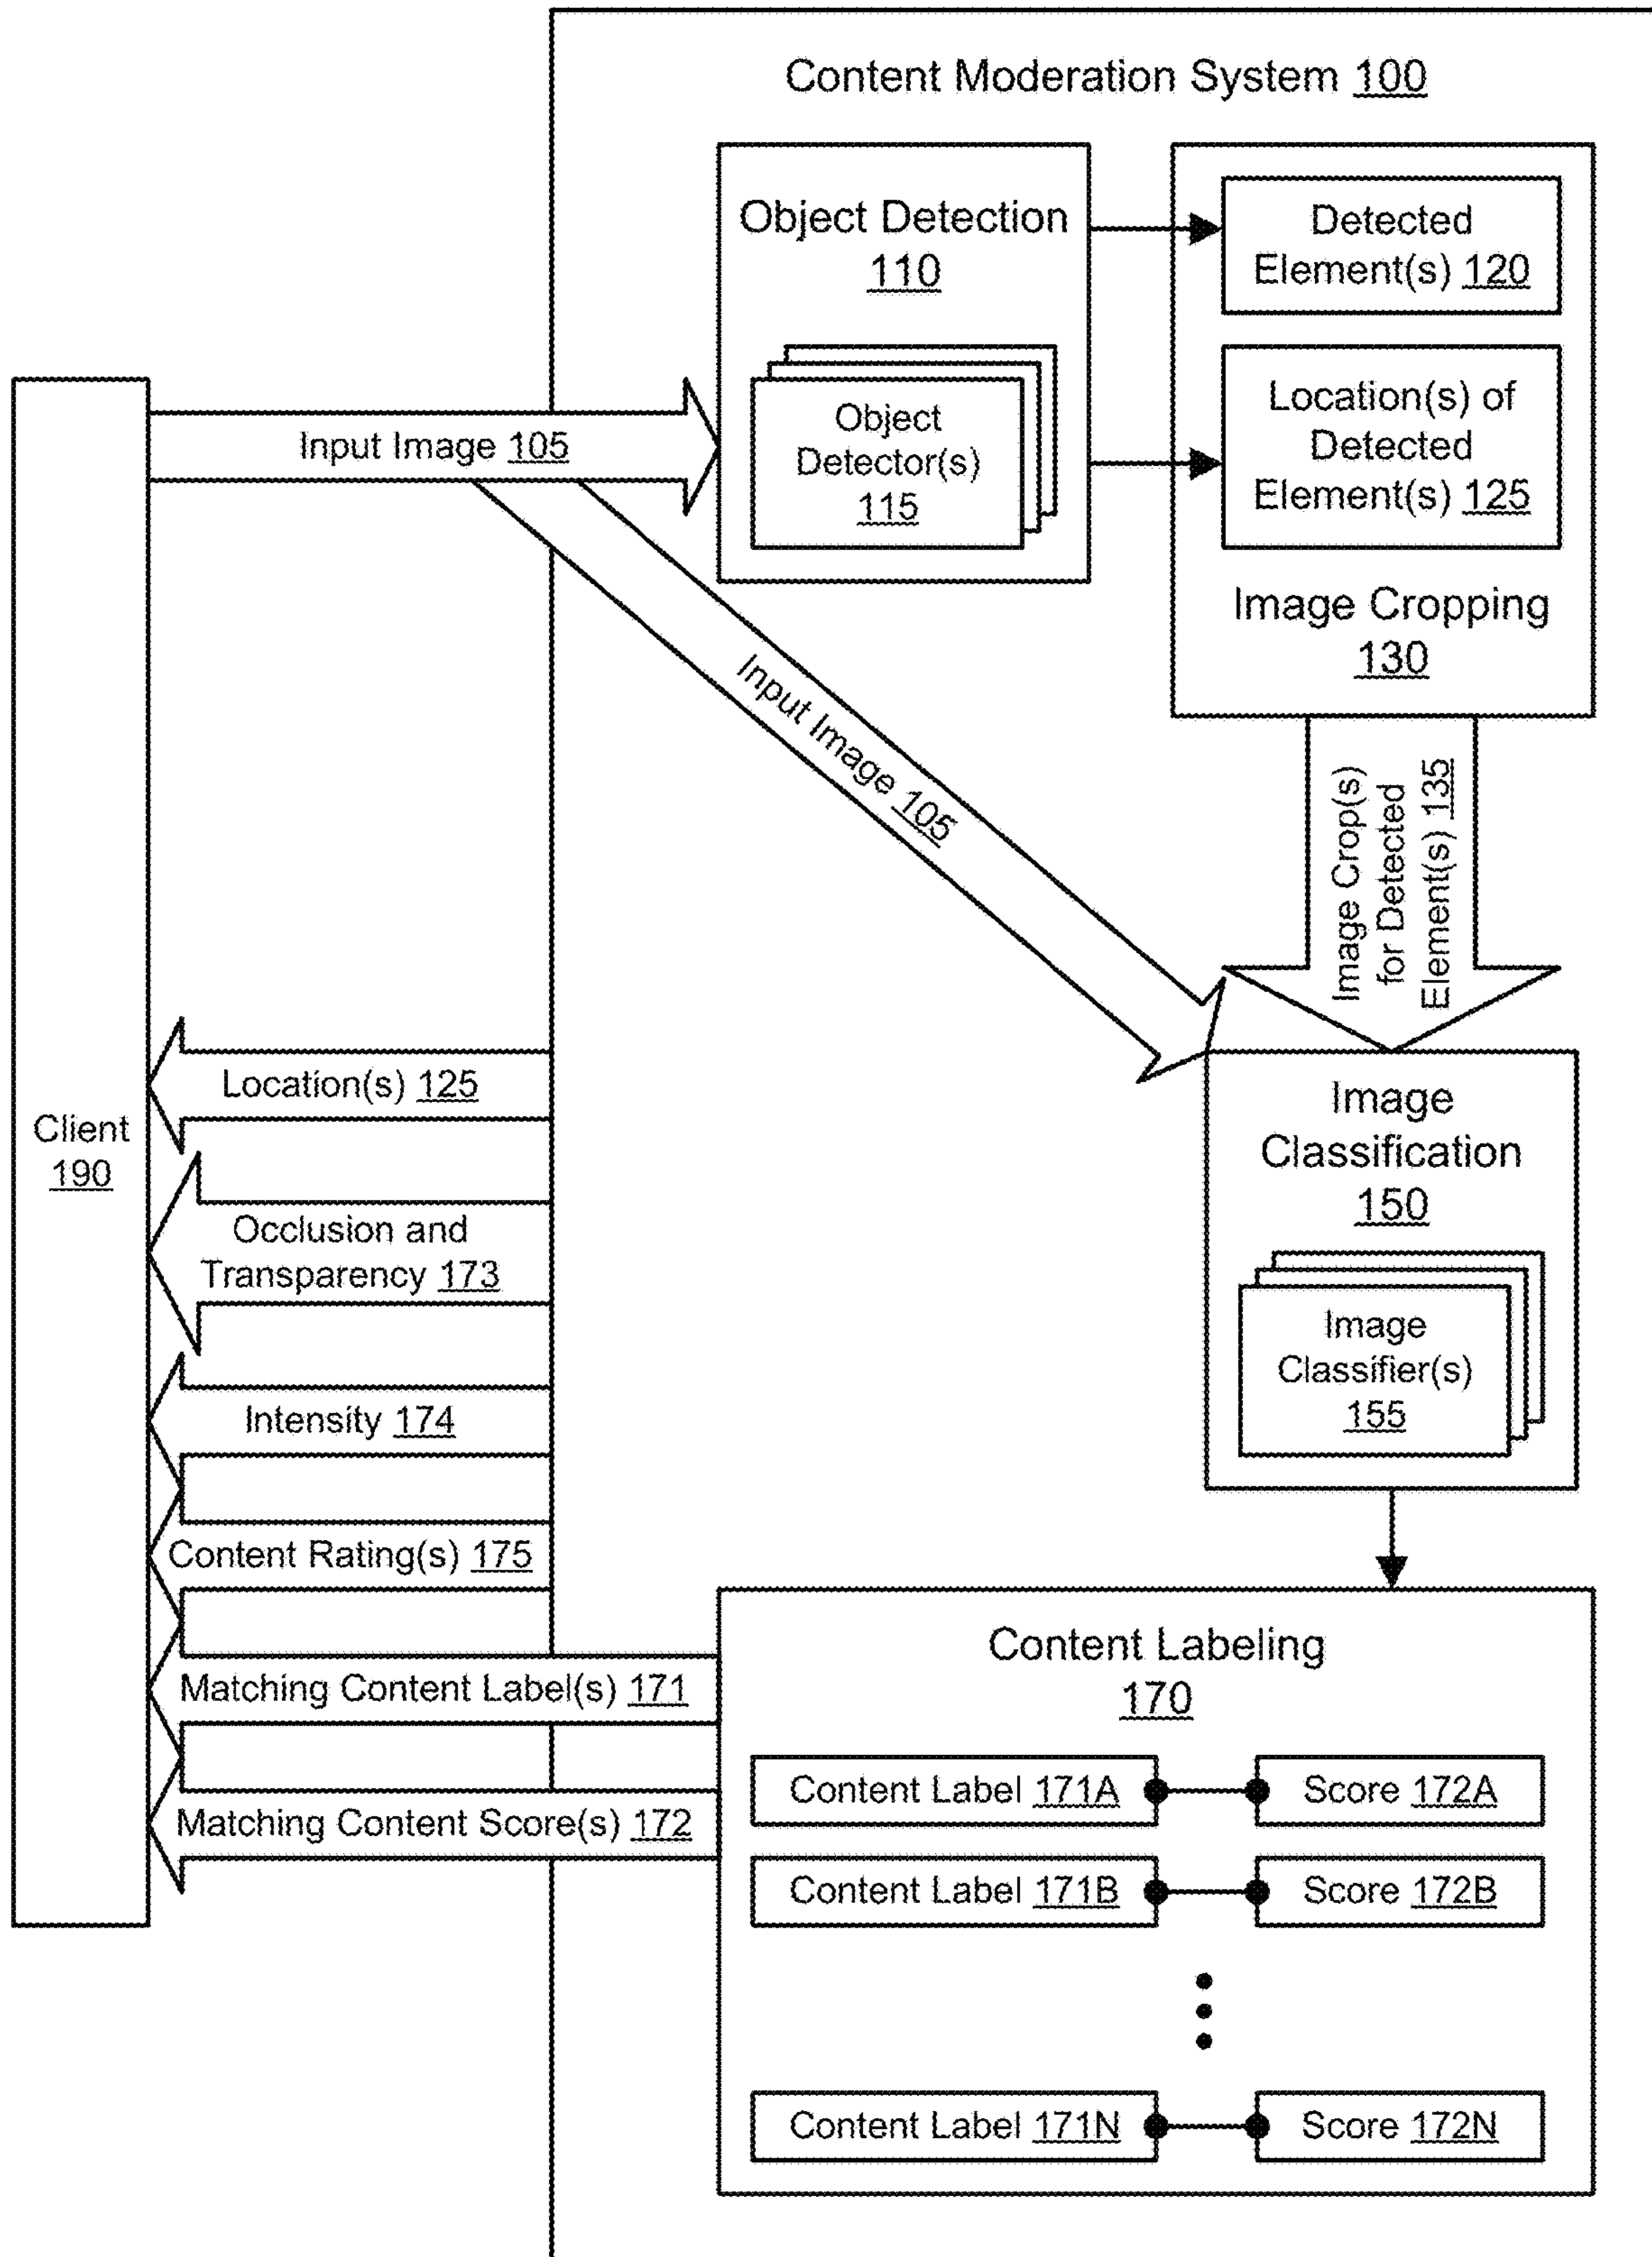 Content Moderation System 100
Object Detection
110
Object
Detector(s)
115
Detected
Element(s) 120
Location(s) of
Detected
Element(s) 125
Image Cropping
130
Input Image 105
Input Image 105
Image Crop(s)
for Detected
Element(s) 135
Client
190
Location(s) 125
Occlusion and
Transparency 173
Intensity 174
Content Rating(s) 175
Matching Content Label(s) 171
Matching Content Score(s) 172
Image
Classification
150
Image
Classifier(s)
155
Content Labeling
170
Content Label 171A
Score 172A
Content Label 171B
Score 172B
Content Label 171N
Score 172N